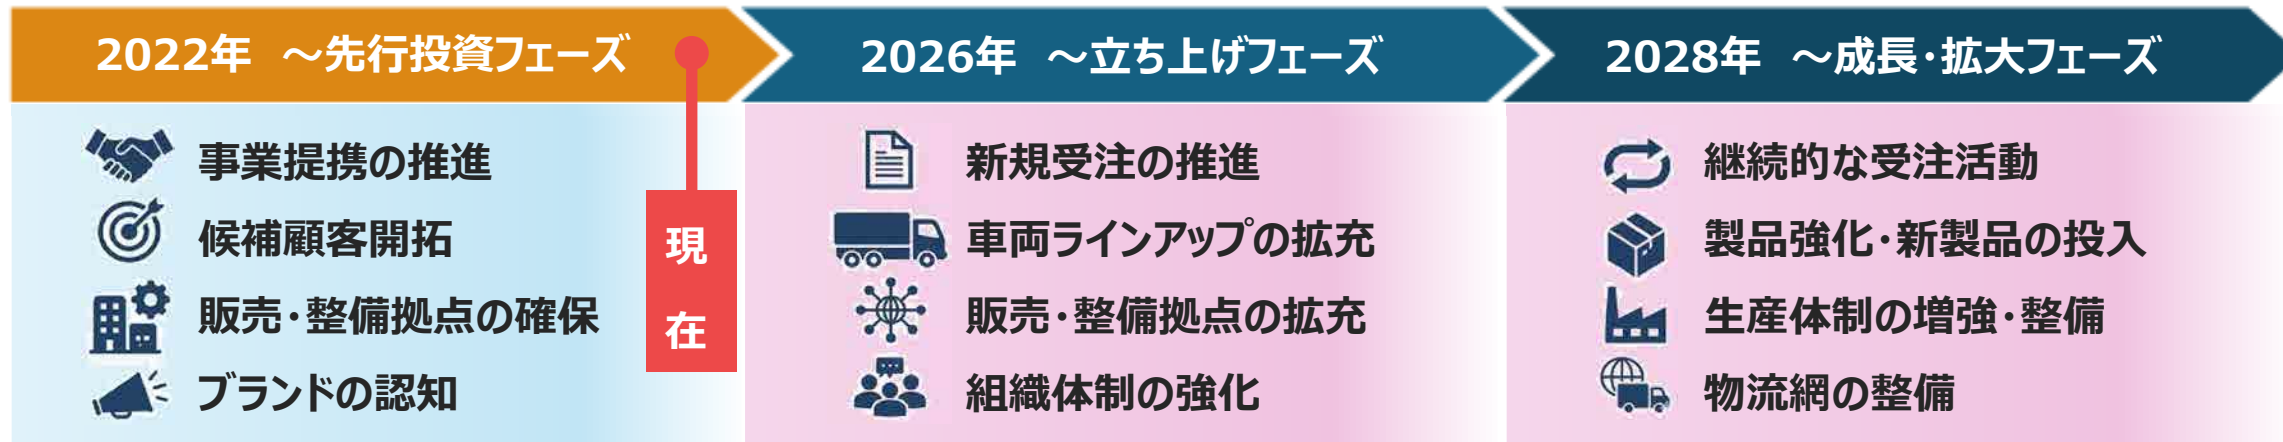 2022年　～先行投資フェーズ
事業提携の推進
候補顧客開拓
販売・整備拠点の確保
ブランドの認知
現在
2026年　～立ち上げフェーズ
新規受注の推進
車両ラインアップの拡充
販売・整備拠点の拡充
組織体制の強化
2028年　～成長・拡大フェーズ
継続的な受注活動
製品強化・新製品の投入
生産体制の増強・整備
物流網の整備